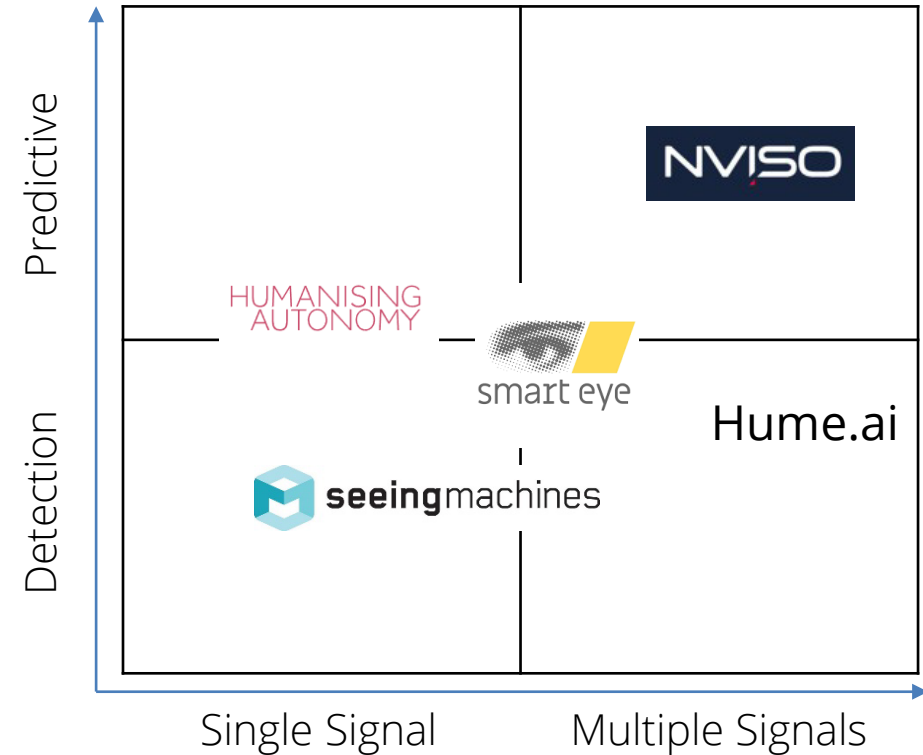 Predictive
NVISO
HUMANISING
AUTONOMY
smart eye
Hume.ai
Detection
seeingmachines
Single Signal
Multiple Signals